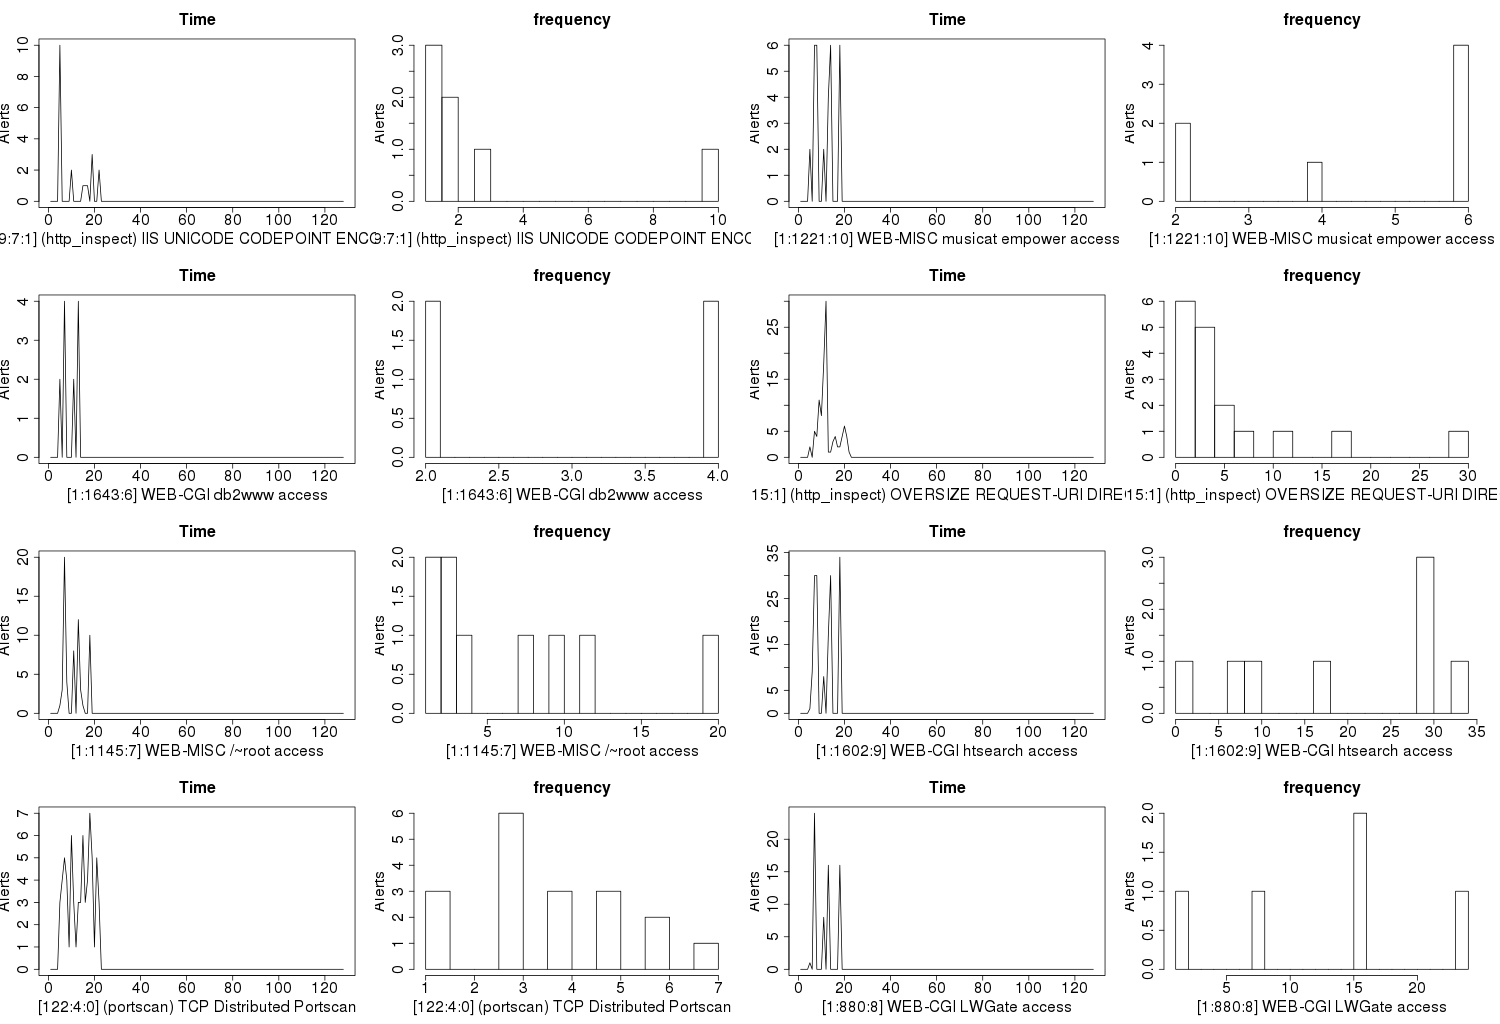 Time
Alerts
0 2 4 6 8 10
0 20 40 60 80 100 120
9:7:1] (http_inspect) IIS UNICODE CODEPOINT ENCO
frequency
Alerts
0.0 1.0 2.0 3.0
2 4 6 8 10
9:7:1] (http_inspect) IIS UNICODE CODEPOINT ENCO
Time
Alerts
0 1 2 3 4 5 6
0 20 40 60 80 100 120
[1:1221:10] WEB-MISC musicat empower access
frequency
Alerts
0 1 2 3 4
2 3 4 5 6
[1:1221:10] WEB-MISC musicat empower access
Time
Alerts
0 1 2 3 4
0 20 40 60 80 100 120
[1:1643:6] WEB-CGI db2www access
frequency
Alerts
0.0 0.5 1.0 1.5 2.0
2.0 2.5 3.0 3.5 4.0
[1:1643:6] WEB-CGI db2www access
Time
Alerts
0 5 15 25
0 20 40 60 80 100 120
15:1] (http_inspect) OVERSIZE REQUEST-URI DIRE
frequency
Alerts
0 1 2 3 4 5 6
0 5 10 15 20 25 30
15:1] (http_inspect) OVERSIZE REQUEST-URI DIRE
Time
Alerts
0 5 10 15 20
0 20 40 60 80 100 120
[1:1145:7] WEB-MISC /~root access
frequency
Alerts
0.0 0.5 1.0 1.5 2.0
5 10 15 20
[1:1145:7] WEB-MISC /~root access
Time
Alerts
0 5 15 25 35
0 20 40 60 80 100 120
[1:1602:9] WEB-CGI htsearch access
frequency
Alerts
0.0 1.0 2.0 3.0
0 5 10 15 20 25 30 35
[1:1602:9] WEB-CGI htsearch access
Time
Alerts
0 1 2 3 4 5 6 7
0 20 40 60 80 100 120
[122:4:0] (portscan) TCP Distributed Portscan
frequency
Alerts
0 1 2 3 4 5 6
1 2 3 4 5 6 7
[122:4:0] (portscan) TCP Distributed Portscan
Time
Alerts
0 5 10 15 20
0 20 40 60 80 100 120
[1:880:8] WEB-CGI LWGate access
frequency
Alerts
0.0 0.5 1.0 1.5 2.0
5 10 15 20
[1:880:8] WEB-CGI LWGate access